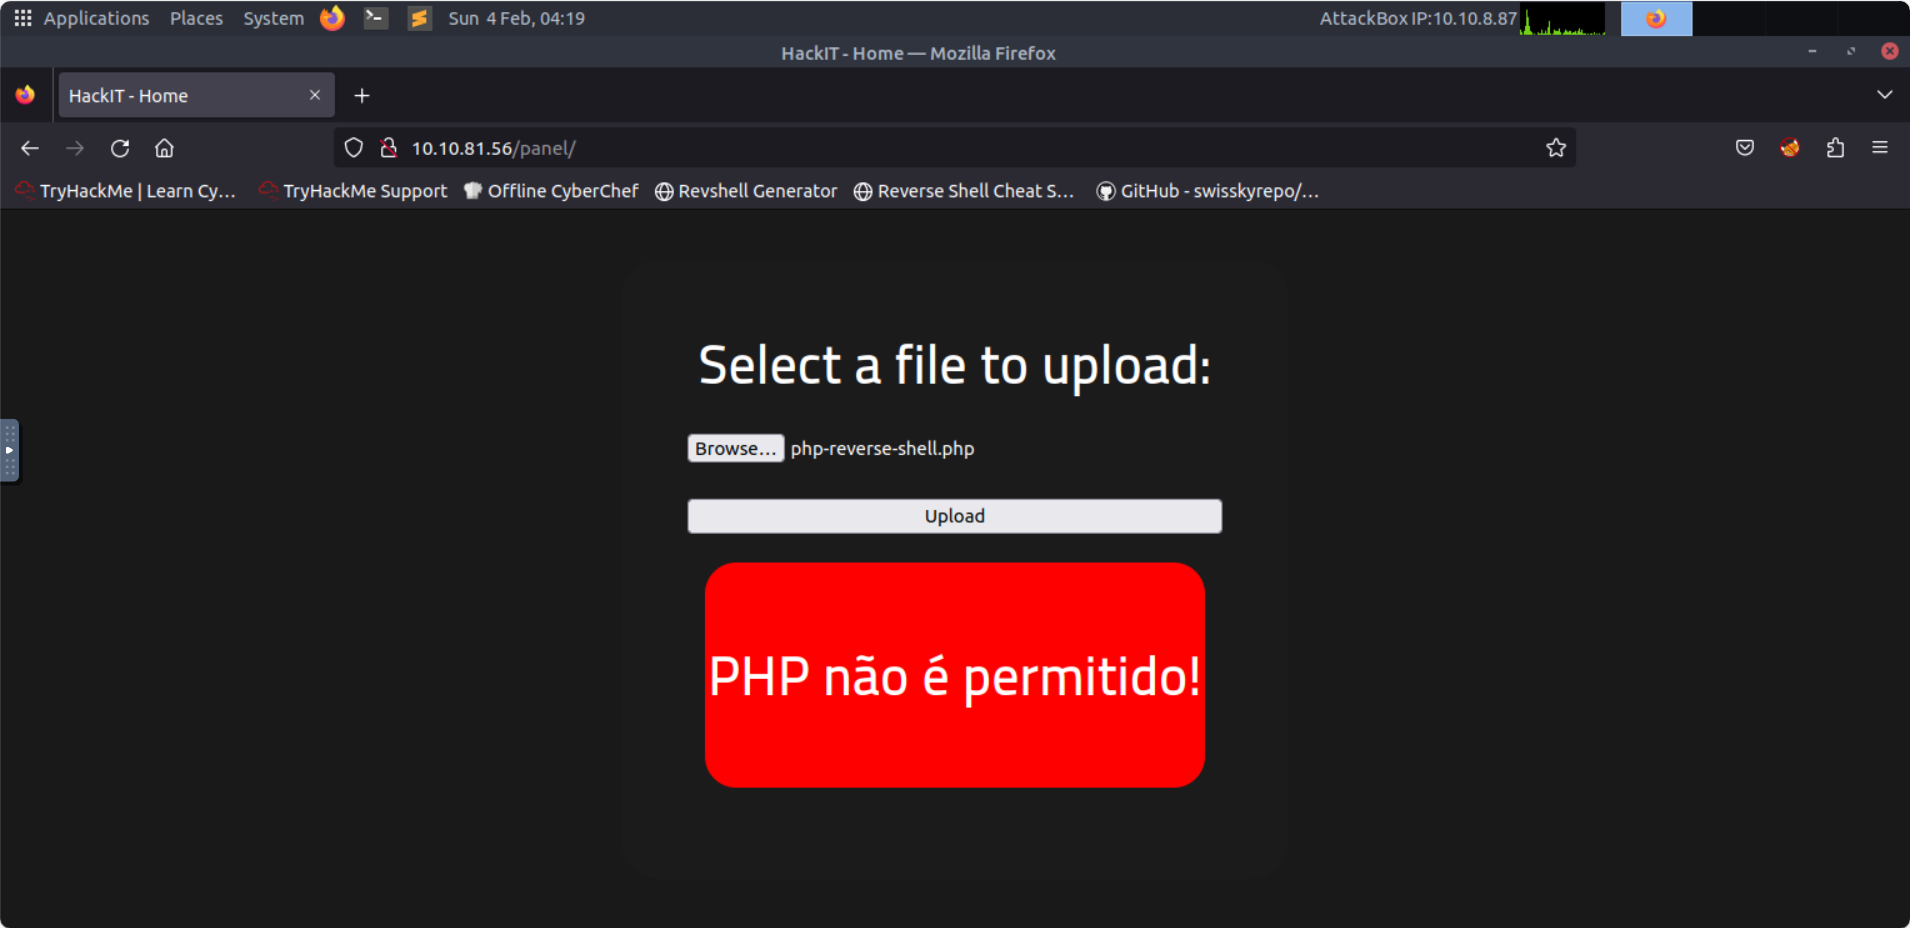 Applications Places System Sun 4 Feb, 04:19 AttackBox IP:10.10.8.87
HackIT - Home — Mozilla Firefox
HackIT - Home
10.10.81.56/panel/
TryHackMe | Learn Cy… TryHackMe Support Offline CyberChef Revshell Generator Reverse Shell Cheat S… GitHub - swisskyrepo/…
Select a file to upload:
Browse… php-reverse-shell.php
Upload
PHP não é permitido!